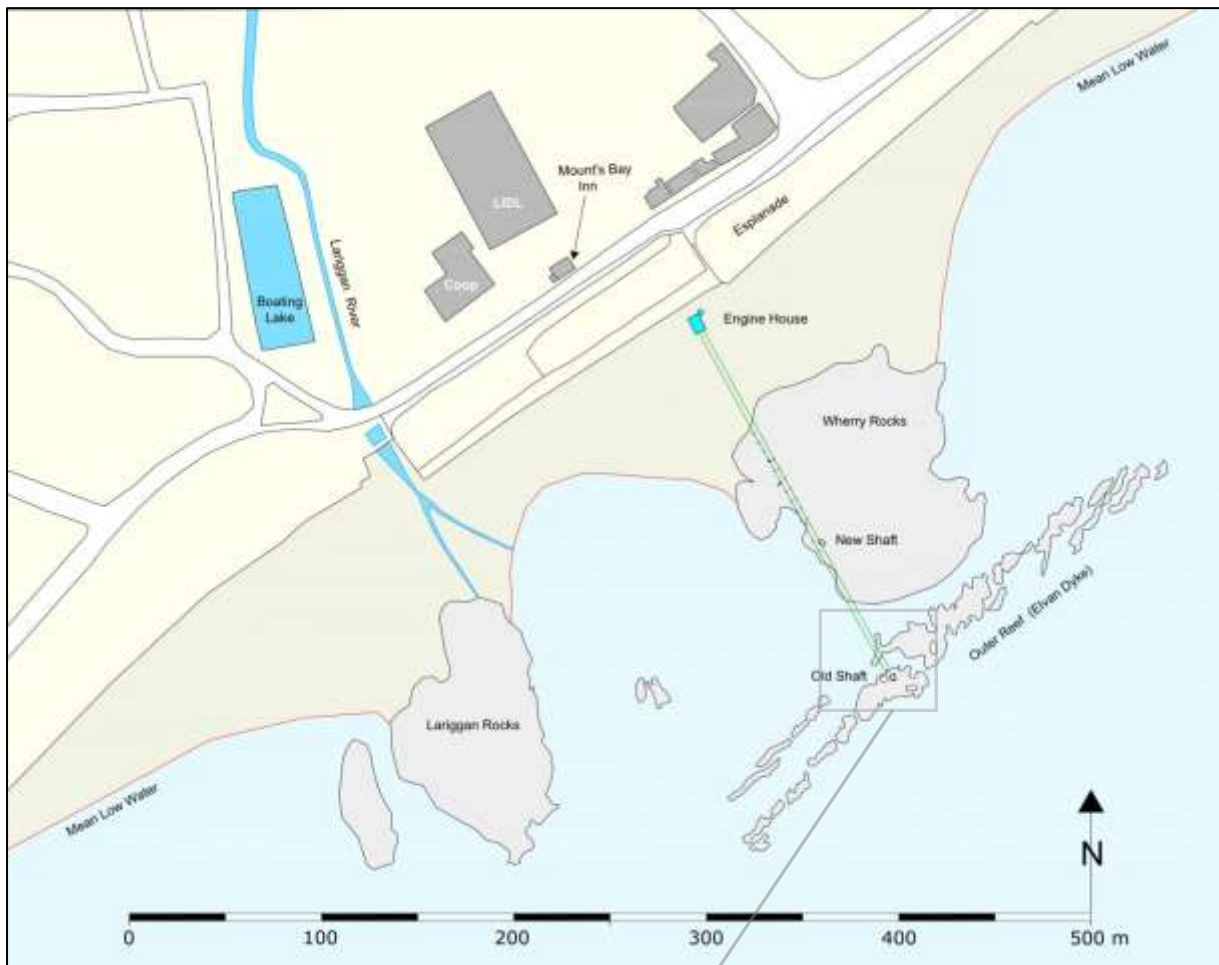 Mean Low Water
Mount's Bay
Inn
LIDL
Esplanade
Lariggan River
Coop
Boating
Lake
Engine House
Wherry Rocks
New Shaft
Outer Reef (Elvan Dyke)
Old Shaft
Lariggan Rocks
Mean Low Water
N
0 100 200 300 400 500 m